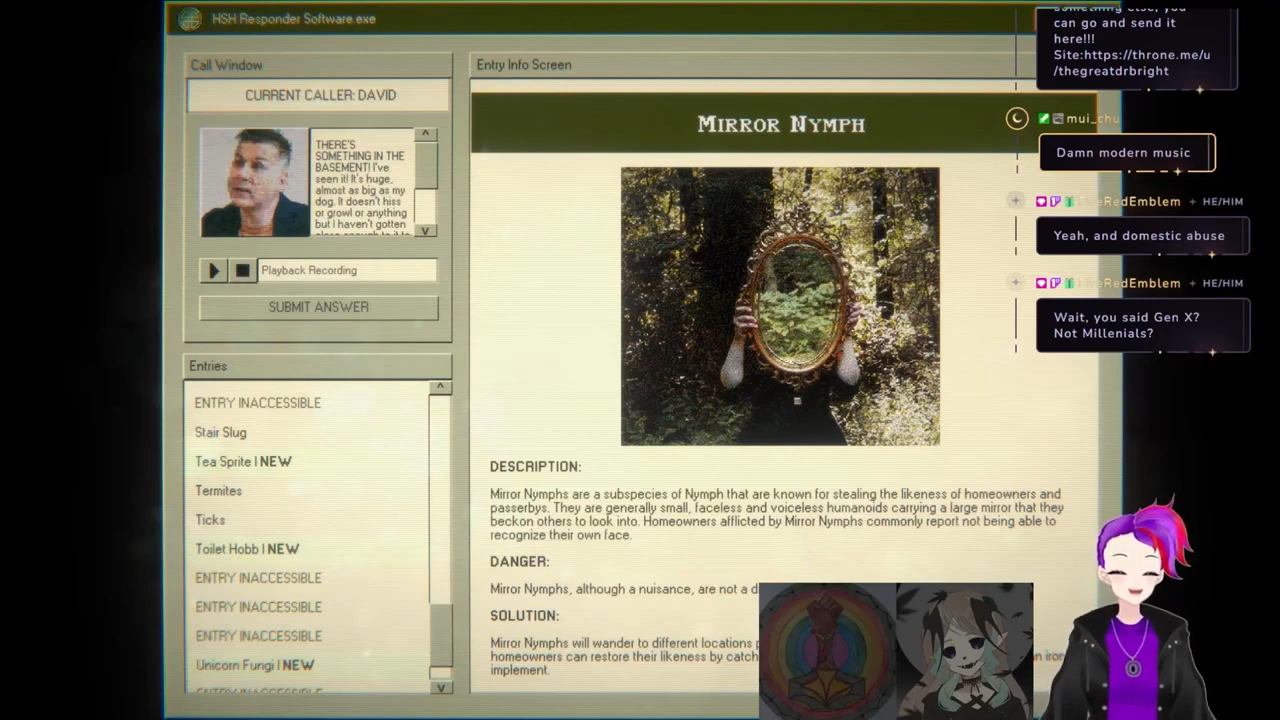 HSH Responder Software.exe
Call Window
CURRENT CALLER: DAVID
THERE'S
SOMETHING IN THE
BASEMENT! I've
seen it! It's huge,
almost as big as my
dog. It doesn't hiss
or growl or anything
but I haven't gotten
Playback Recording
SUBMIT ANSWER
Entries
ENTRY INACCESSIBLE
Stair Slug
Tea Sprite | NEW
Termites
Ticks
Toilet Hobb | NEW
ENTRY INACCESSIBLE
ENTRY INACCESSIBLE
ENTRY INACCESSIBLE
Unicorn Fungi | NEW
Entry Info Screen
MIRROR NYMPH
DESCRIPTION:
Mirror Nymphs are a subspecies of Nymph that are known for stealing the likeness of homeowners and
passerbys. They are generally small, faceless and voiceless humanoids carrying a large mirror that they
beckon others to look into. Homeowners afflicted by Mirror Nymphs commonly report not being able to
recognize their own face.
DANGER:
Mirror Nymphs, although a nuisance, are not a
SOLUTION:
Mirror Nymphs will wander to different locations
homeowners can restore their likeness by iron
implement.
something else, you
can go and send it
here!!!
Site:https://throne.me/u
/thegreatdrbright
mui_chu
Damn modern music
RedEmblem + HE/HIM
Yeah, and domestic abuse
RedEmblem + HE/HIM
Wait, you said Gen X?
Not Millenials?